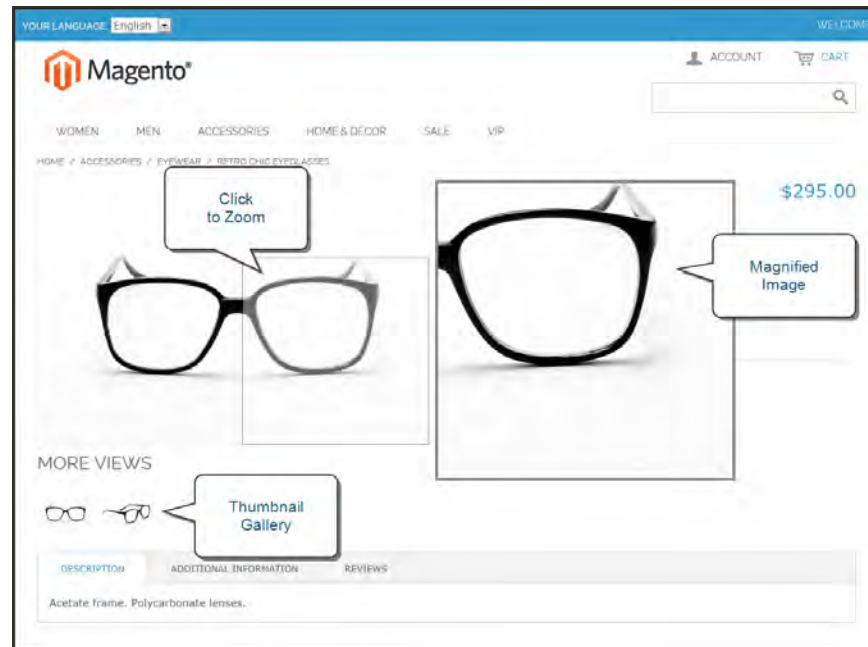 YOUR LANGUAGE: English
WELCOME
Magento®
ACCOUNT
CART
WOMEN MEN ACCESSORIES HOME & DECOR SALE VIP
HOME / ACCESSORIES / EYEWEAR / RETRO CHIC EYEGLASSES
Click
to Zoom
$295.00
Magnified
Image
MORE VIEWS
Thumbnail
Gallery
DESCRIPTION ADDITIONAL INFORMATION REVIEWS
Acetate frame. Polycarbonate lenses.